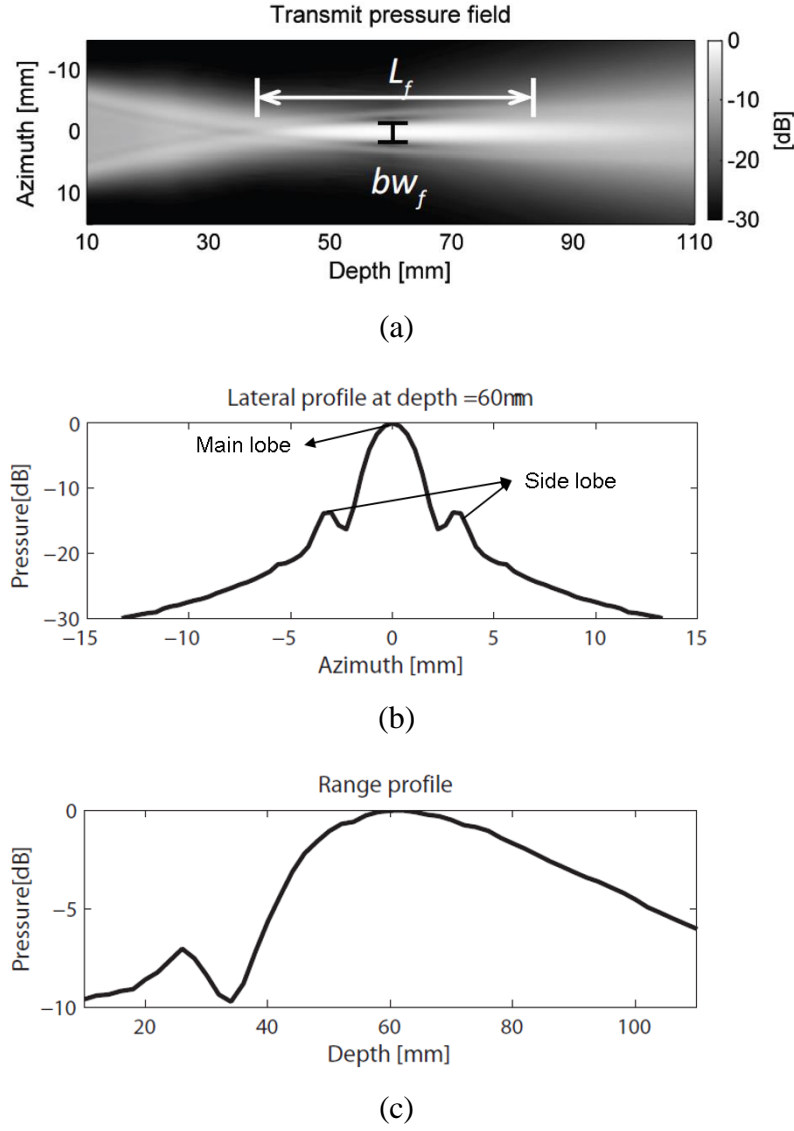 Transmit pressure field
Azimuth [mm]
-10
0
10
L_f
bw_f
10 30 50 70 90 110
Depth [mm]
0
-10
-20
-30
[dB]
(a)
Lateral profile at depth =60mm
Pressure[dB]
0
−10
−20
−30
Main lobe
Side lobe
−15 −10 −5 0 5 10 15
Azimuth [mm]
(b)
Range profile
Pressure[dB]
0
−5
−10
20 40 60 80 100
Depth [mm]
(c)